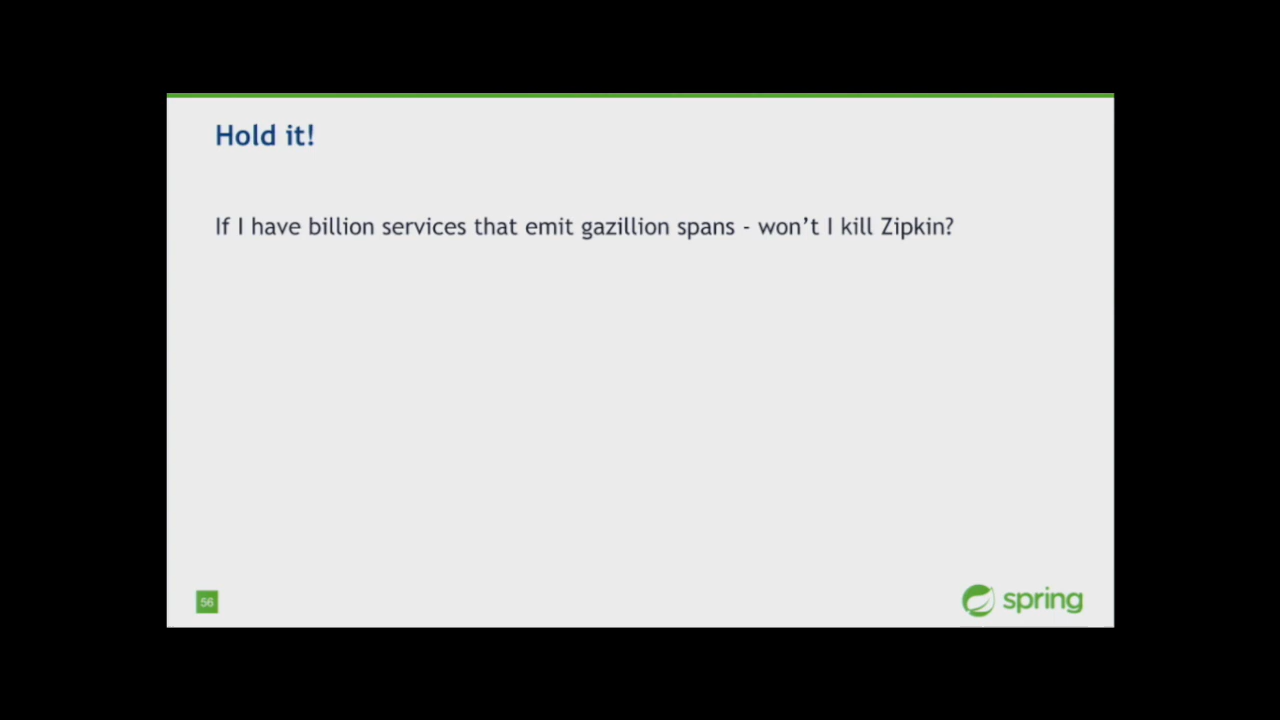 Hold it!
If I have billion services that emit gazillion spans - won’t I kill Zipkin?
56
spring